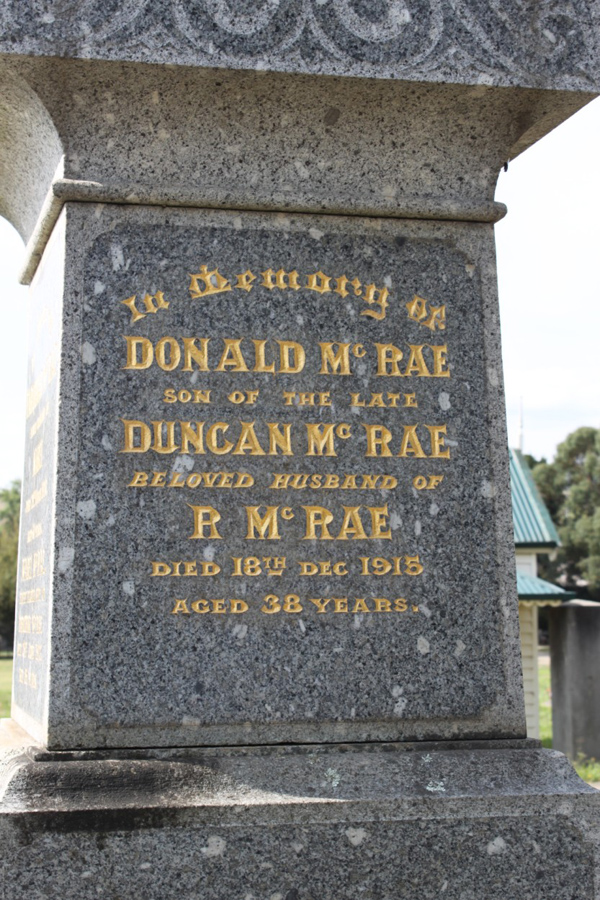 In Memory of
DONALD McRAE
SON OF THE LATE
DUNCAN McRAE
BELOVED HUSBAND OF
R McRAE
DIED 18TH DEC 1915
AGED 38 YEARS.